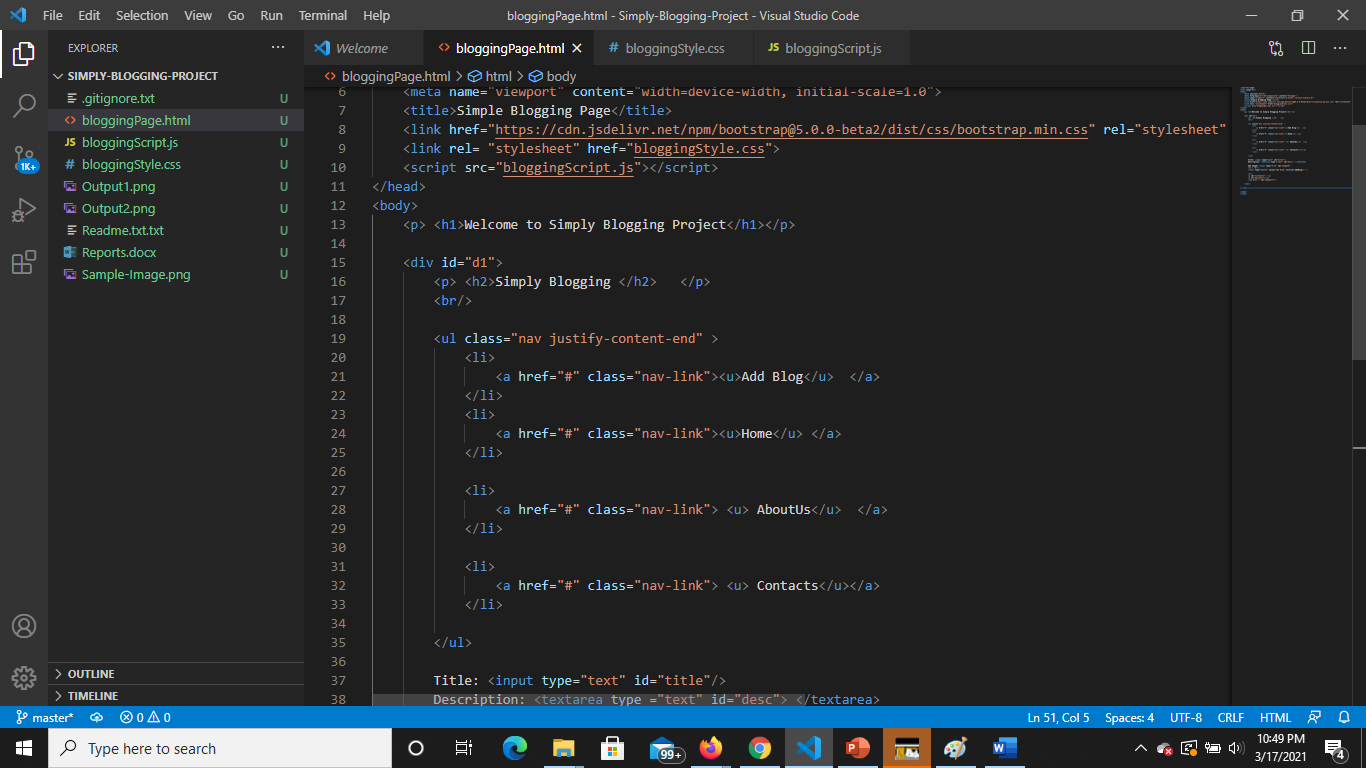 File Edit Selection View Go Run Terminal Help bloggingPage.html - Simply-Blogging-Project - Visual Studio Code
EXPLORER ···
SIMPLY-BLOGGING-PROJECT
.gitignore.txt U
bloggingPage.html U
JS bloggingScript.js U
# bloggingStyle.css U
Output1.png U
Output2.png U
Readme.txt.txt U
Reports.docx U
Sample-Image.png U
1K+
OUTLINE
TIMELINE
Welcome bloggingPage.html # bloggingStyle.css JS bloggingScript.js
bloggingPage.html > html > body
6 <meta name="viewport" content="width=device-width, initial-scale=1.0">
7 <title>Simple Blogging Page</title>
8 <link href="https://cdn.jsdelivr.net/npm/bootstrap@5.0.0-beta2/dist/css/bootstrap.min.css" rel="stylesheet"
9 <link rel= "stylesheet" href="bloggingStyle.css">
10 <script src="bloggingScript.js"></script>
11 </head>
12 <body>
13 <p> <h1>Welcome to Simply Blogging Project</h1></p>
14
15 <div id="d1">
16 <p> <h2>Simply Blogging </h2>   </p>
17 <br/>
18
19 <ul class="nav justify-content-end" >
20 <li>
21 <a href="#" class="nav-link"><u>Add Blog</u>  </a>
22 </li>
23 <li>
24 <a href="#" class="nav-link"><u>Home</u> </a>
25 </li>
26
27 <li>
28 <a href="#" class="nav-link"> <u> AboutUs</u>  </a>
29 </li>
30
31 <li>
32 <a href="#" class="nav-link"> <u> Contacts</u></a>
33 </li>
34
35 </ul>
36
37 Title: <input type="text" id="title"/>
38 Description: <textarea type ="text" id="desc"> </textarea>
master* 0 0 Ln 51, Col 5 Spaces: 4 UTF-8 CRLF HTML
Type here to search 99+ 10:49 PM
3/17/2021 4